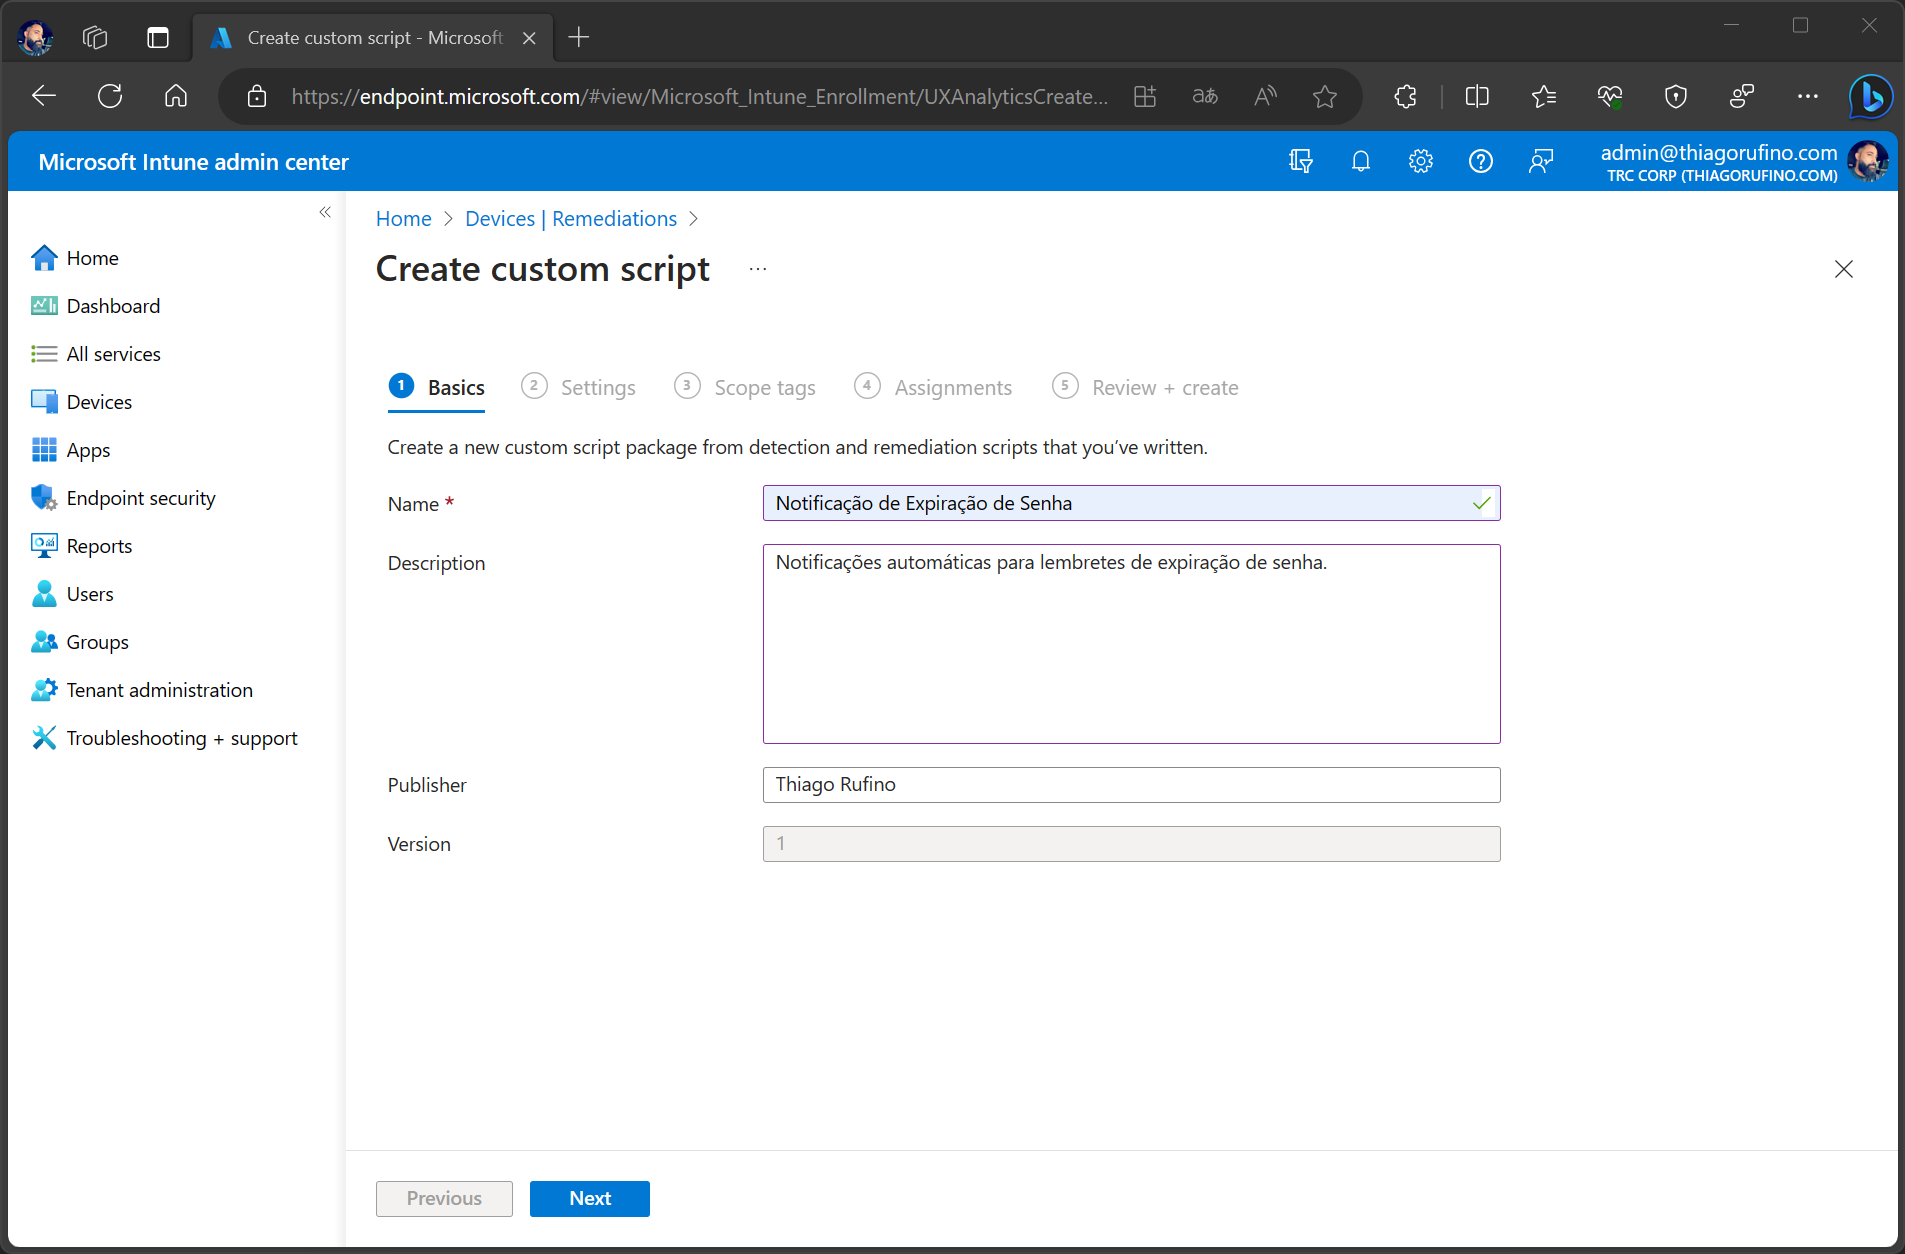 Create custom script - Microsoft
https://endpoint.microsoft.com/#view/Microsoft_Intune_Enrollment/UXAnalyticsCreate...
Microsoft Intune admin center
admin@thiagorufino.com
TRC CORP (THIAGORUFINO.COM)
Home
Dashboard
All services
Devices
Apps
Endpoint security
Reports
Users
Groups
Tenant administration
Troubleshooting + support
Home > Devices | Remediations >
Create custom script ...
1 Basics 2 Settings 3 Scope tags 4 Assignments 5 Review + create
Create a new custom script package from detection and remediation scripts that you’ve written.
Name * Notificação de Expiração de Senha
Description Notificações automáticas para lembretes de expiração de senha.
Publisher Thiago Rufino
Version 1
Previous Next